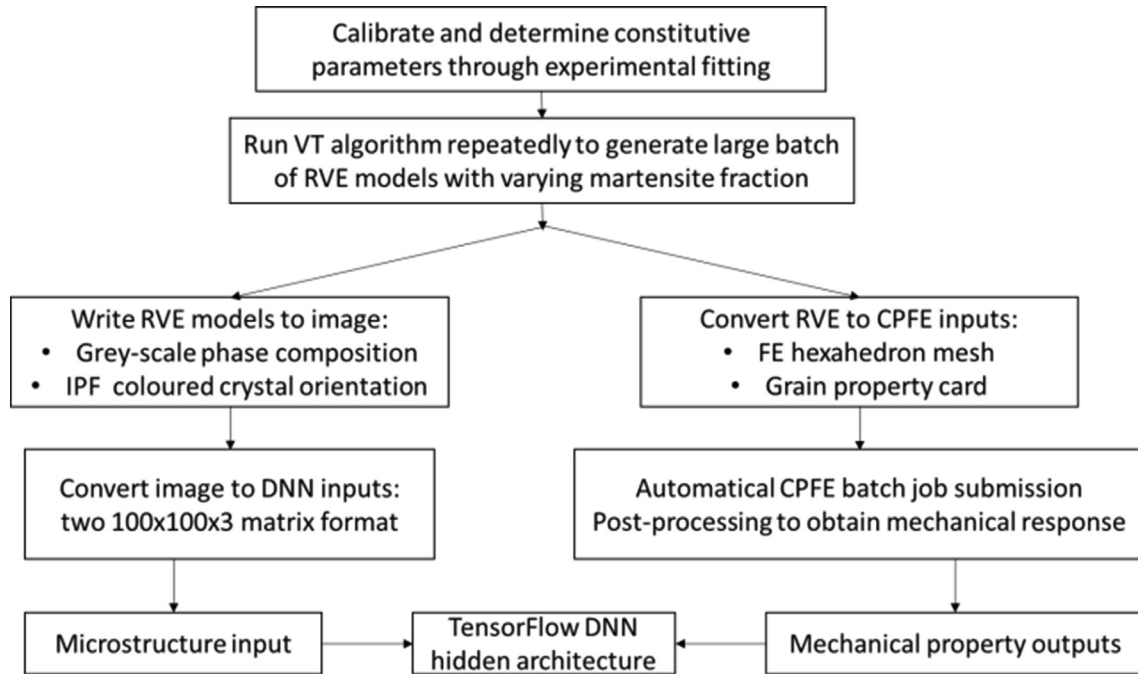 Calibrate and determine constitutive
parameters through experimental fitting
Run VT algorithm repeatedly to generate large batch
of RVE models with varying martensite fraction
Write RVE models to image:
• Grey-scale phase composition
• IPF coloured crystal orientation
Convert RVE to CPFE inputs:
• FE hexahedron mesh
• Grain property card
Convert image to DNN inputs:
two 100x100x3 matrix format
Automatical CPFE batch job submission
Post-processing to obtain mechanical response
Microstructure input
TensorFlow DNN
hidden architecture
Mechanical property outputs